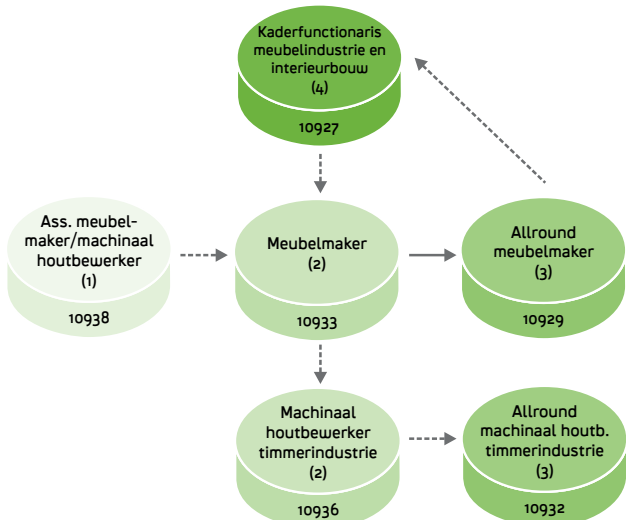 Kaderfunctionaris
meubelindustrie en
interieurbouw
(4)
10927
Ass. meubel-
maker/machinaal
houtbewerker
(1)
10938
Meubelmaker
(2)
10933
Allround
meubelmaker
(3)
10929
Machinaal
houtbewerker
timmerindustrie
(2)
10936
Allround
machinaal houtb.
timmerindustrie
(3)
10932